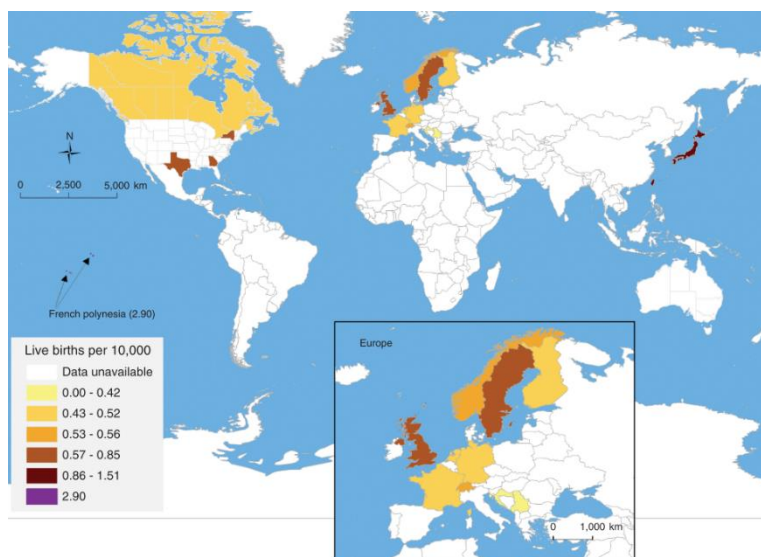 N
0 2,500 5,000 km
French polynesia (2.90)
Live births per 10,000
Data unavailable
0.00 - 0.42
0.43 - 0.52
0.53 - 0.56
0.57 - 0.85
0.86 - 1.51
2.90
Europe
0 1,000 km